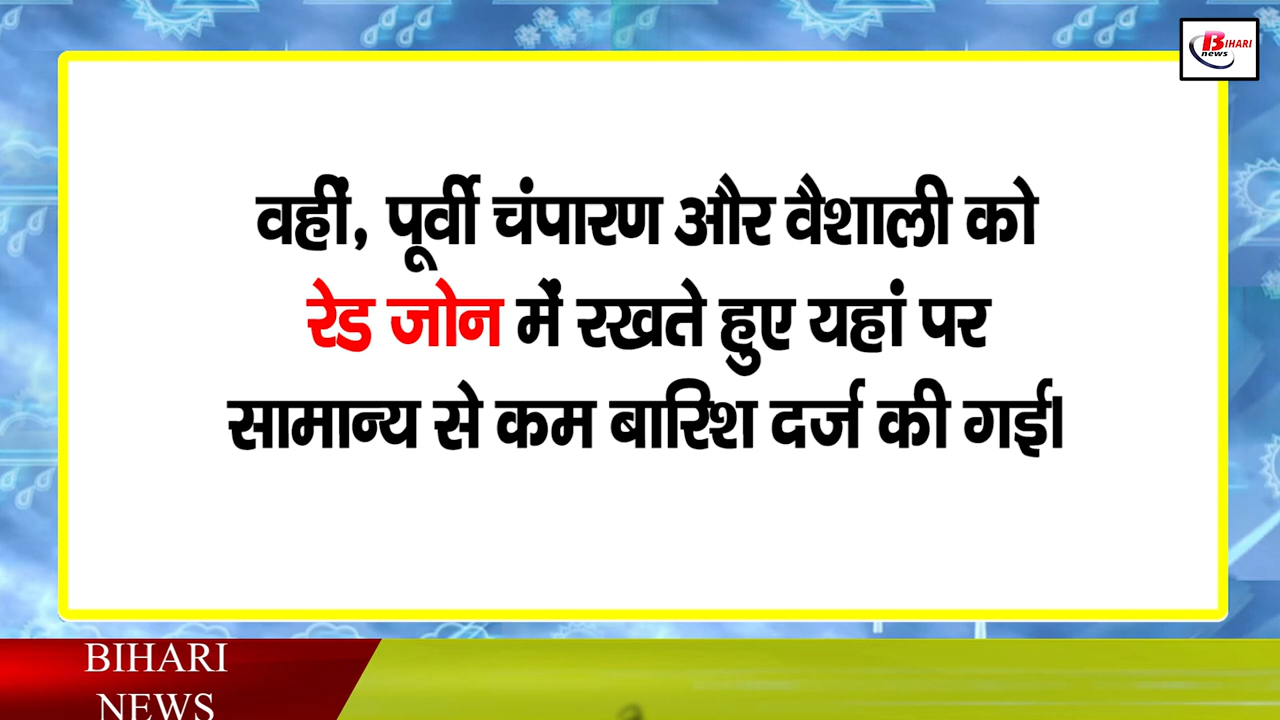 BIHARI
news
वहीं, पूर्वी चंपारण और वैशाली को
रेड जोन में रखते हुए यहां पर
सामान्य से कम बारिश दर्ज की गई।
BIHARI
NEWS